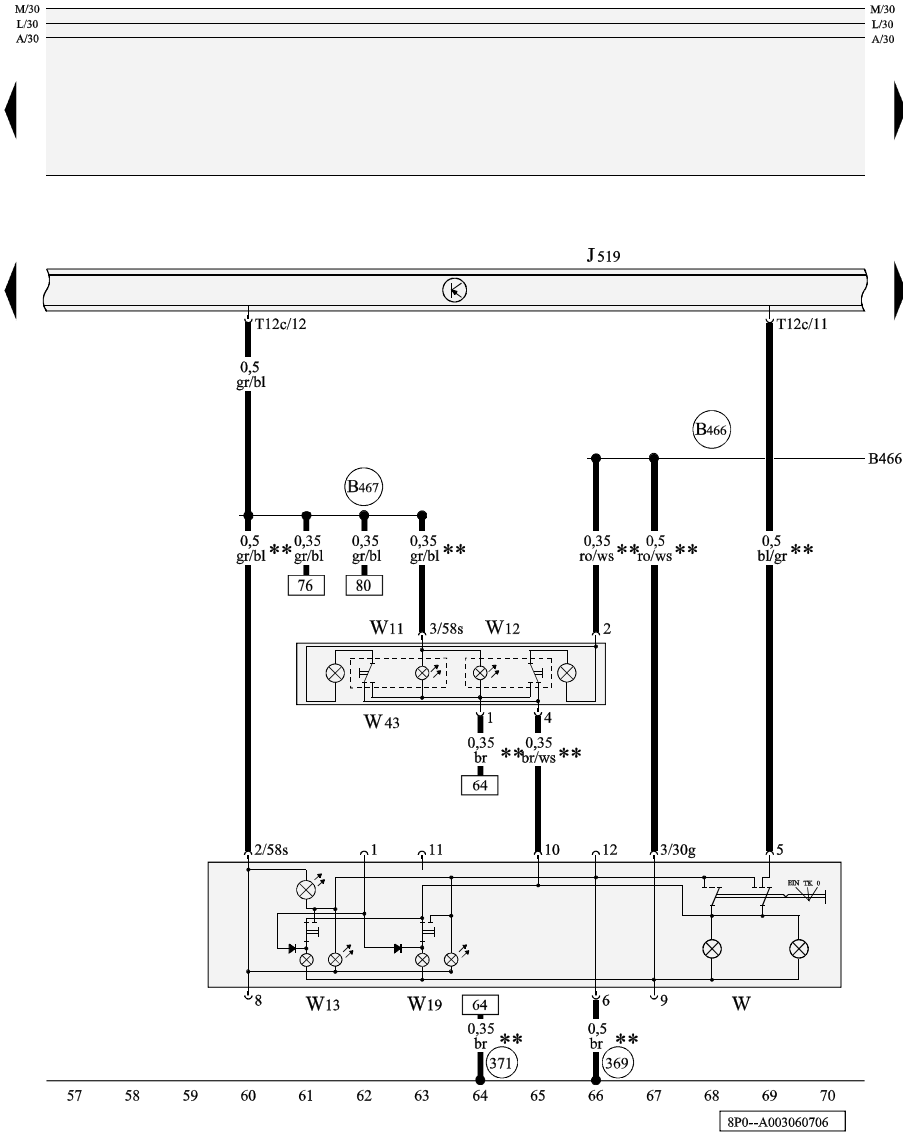 M/30 M/30
L/30 L/30
A/30 A/30
J519
T12c/12 T12c/11
0,5
gr/bl
B466
B466
B467
0,5 0,35 0,35 0,35 0,35 0,5 0,5
gr/bl ** gr/bl gr/bl gr/bl ** ro/ws ** ro/ws ** bl/gr **
76 80
W11 3/58s W12 2
W43 1 4
0,35 0,35
br ** br/ws **
64
2/58s 1 11 10 12 3/30g 5
EIN TK 0
8 W13 W19 64 6 9 W
0,35 0,5
br ** br **
371 369
57 58 59 60 61 62 63 64 65 66 67 68 69 70
8P0--A003060706